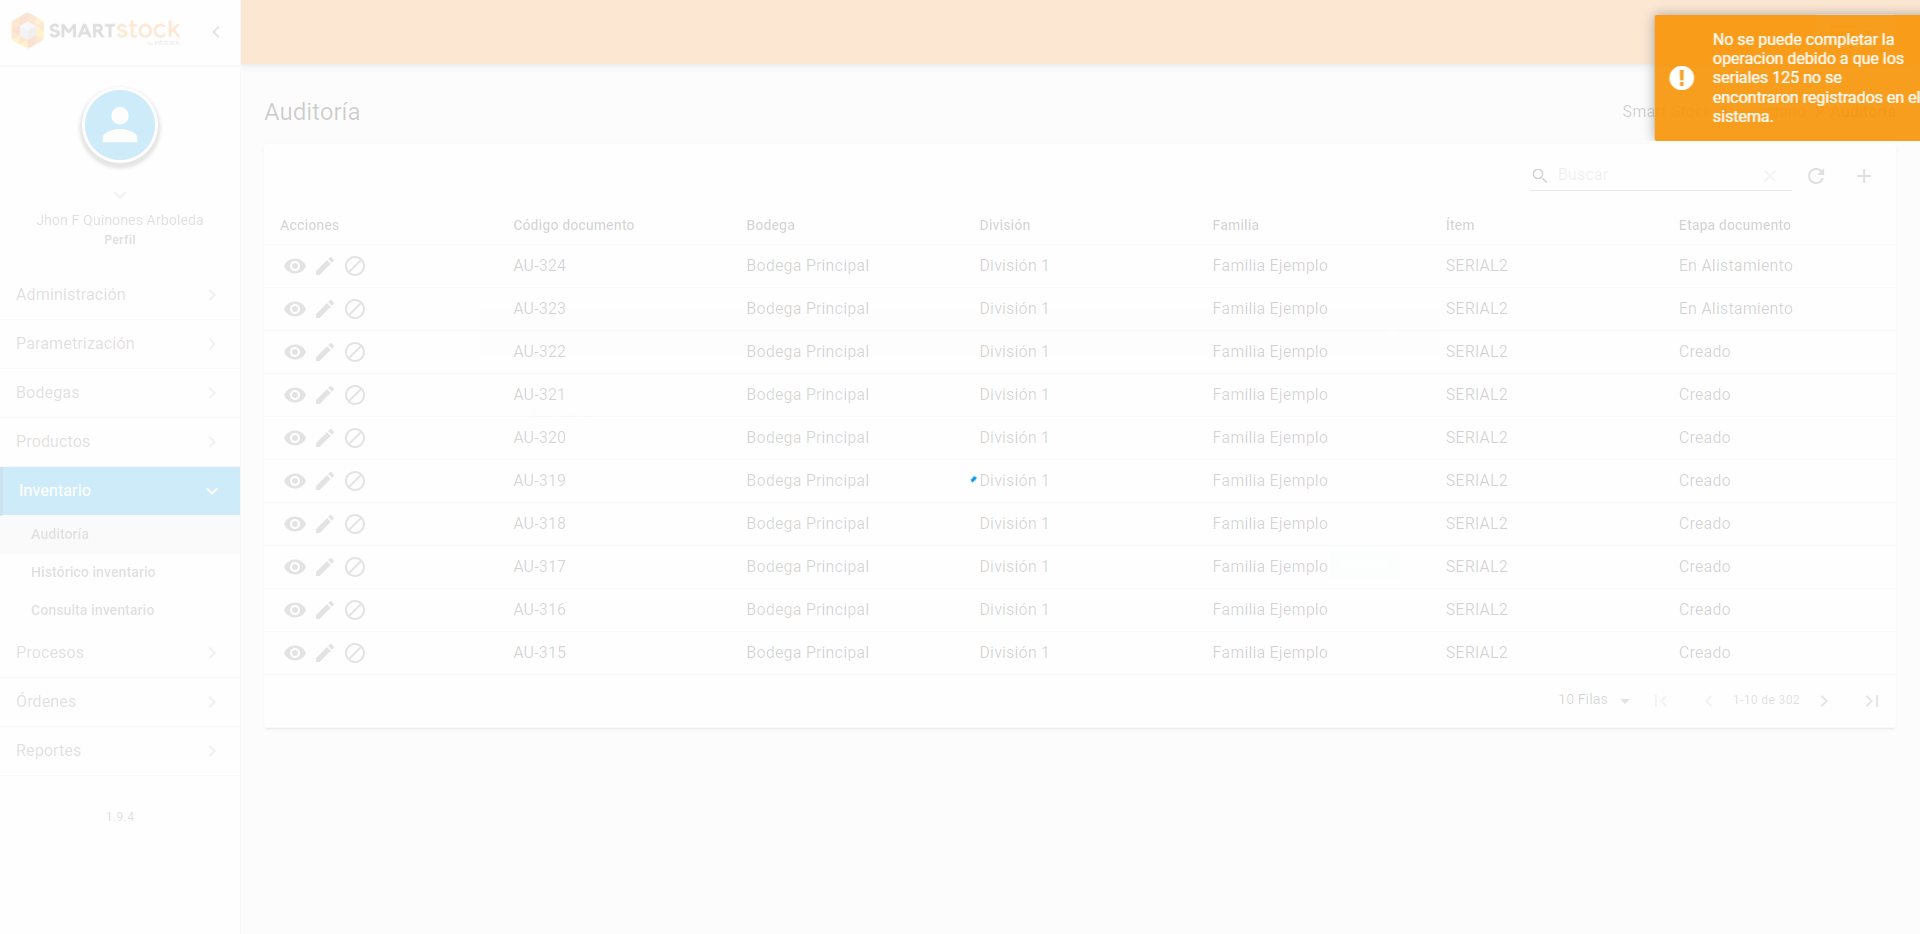 SMARTstock
No se puede completar la
operacion debido a que los
seriales 125 no se
encontraron registrados en el
sistema.
Auditoría
Buscar
Jhon F Quinones Arboleda
Perfil
Administración
Parametrización
Bodegas
Productos
Inventario
Auditoría
Histórico inventario
Consulta inventario
Procesos
Órdenes
Reportes
1.9.4
Acciones Código documento Bodega División Familia Ítem Etapa documento
AU-324 Bodega Principal División 1 Familia Ejemplo SERIAL2 En Alistamiento
AU-323 Bodega Principal División 1 Familia Ejemplo SERIAL2 En Alistamiento
AU-322 Bodega Principal División 1 Familia Ejemplo SERIAL2 Creado
AU-321 Bodega Principal División 1 Familia Ejemplo SERIAL2 Creado
AU-320 Bodega Principal División 1 Familia Ejemplo SERIAL2 Creado
AU-319 Bodega Principal División 1 Familia Ejemplo SERIAL2 Creado
AU-318 Bodega Principal División 1 Familia Ejemplo SERIAL2 Creado
AU-317 Bodega Principal División 1 Familia Ejemplo SERIAL2 Creado
AU-316 Bodega Principal División 1 Familia Ejemplo SERIAL2 Creado
AU-315 Bodega Principal División 1 Familia Ejemplo SERIAL2 Creado
10 Filas 1-10 de 302